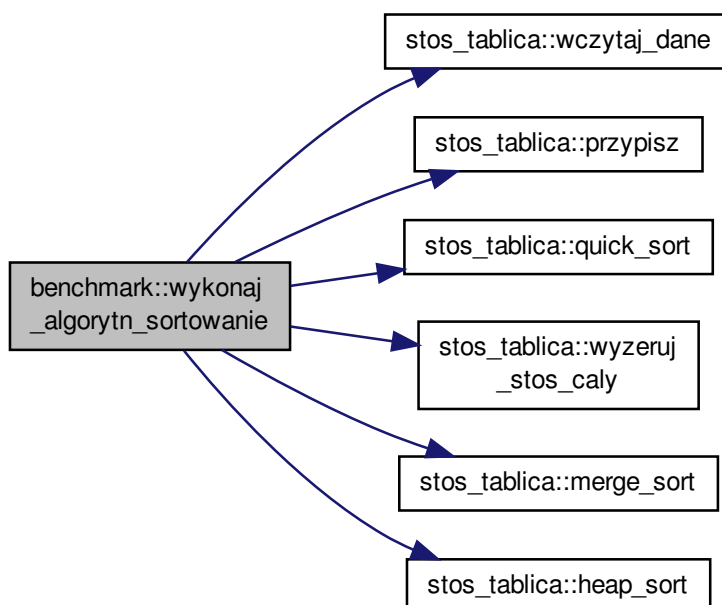 stos_tablica::wczytaj_dane
stos_tablica::przypisz
stos_tablica::quick_sort
benchmark::wykonaj
_algorytn_sortowanie
stos_tablica::wyzeruj
_stos_caly
stos_tablica::merge_sort
stos_tablica::heap_sort